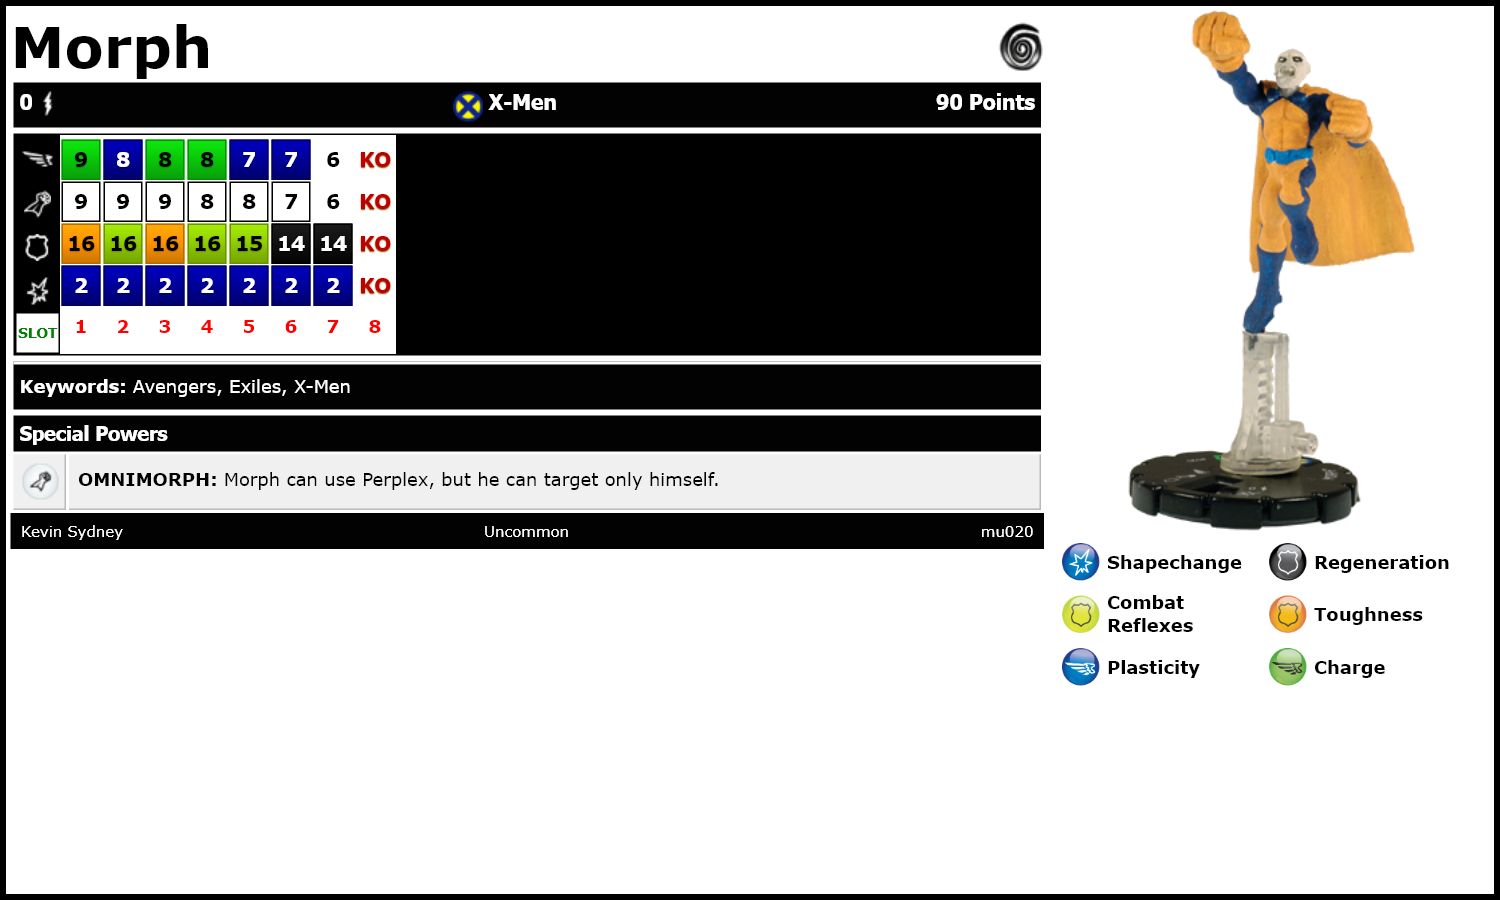 Morph
0 X-Men 90 Points
9 8 8 8 7 7 6 KO
9 9 9 8 8 7 6 KO
16 16 16 16 15 14 14 KO
2 2 2 2 2 2 2 KO
SLOT 1 2 3 4 5 6 7 8
Keywords: Avengers, Exiles, X-Men
Special Powers
OMNIMORPH: Morph can use Perplex, but he can target only himself.
Kevin Sydney Uncommon mu020
Shapechange Regeneration
Combat
Reflexes
Toughness
Plasticity Charge